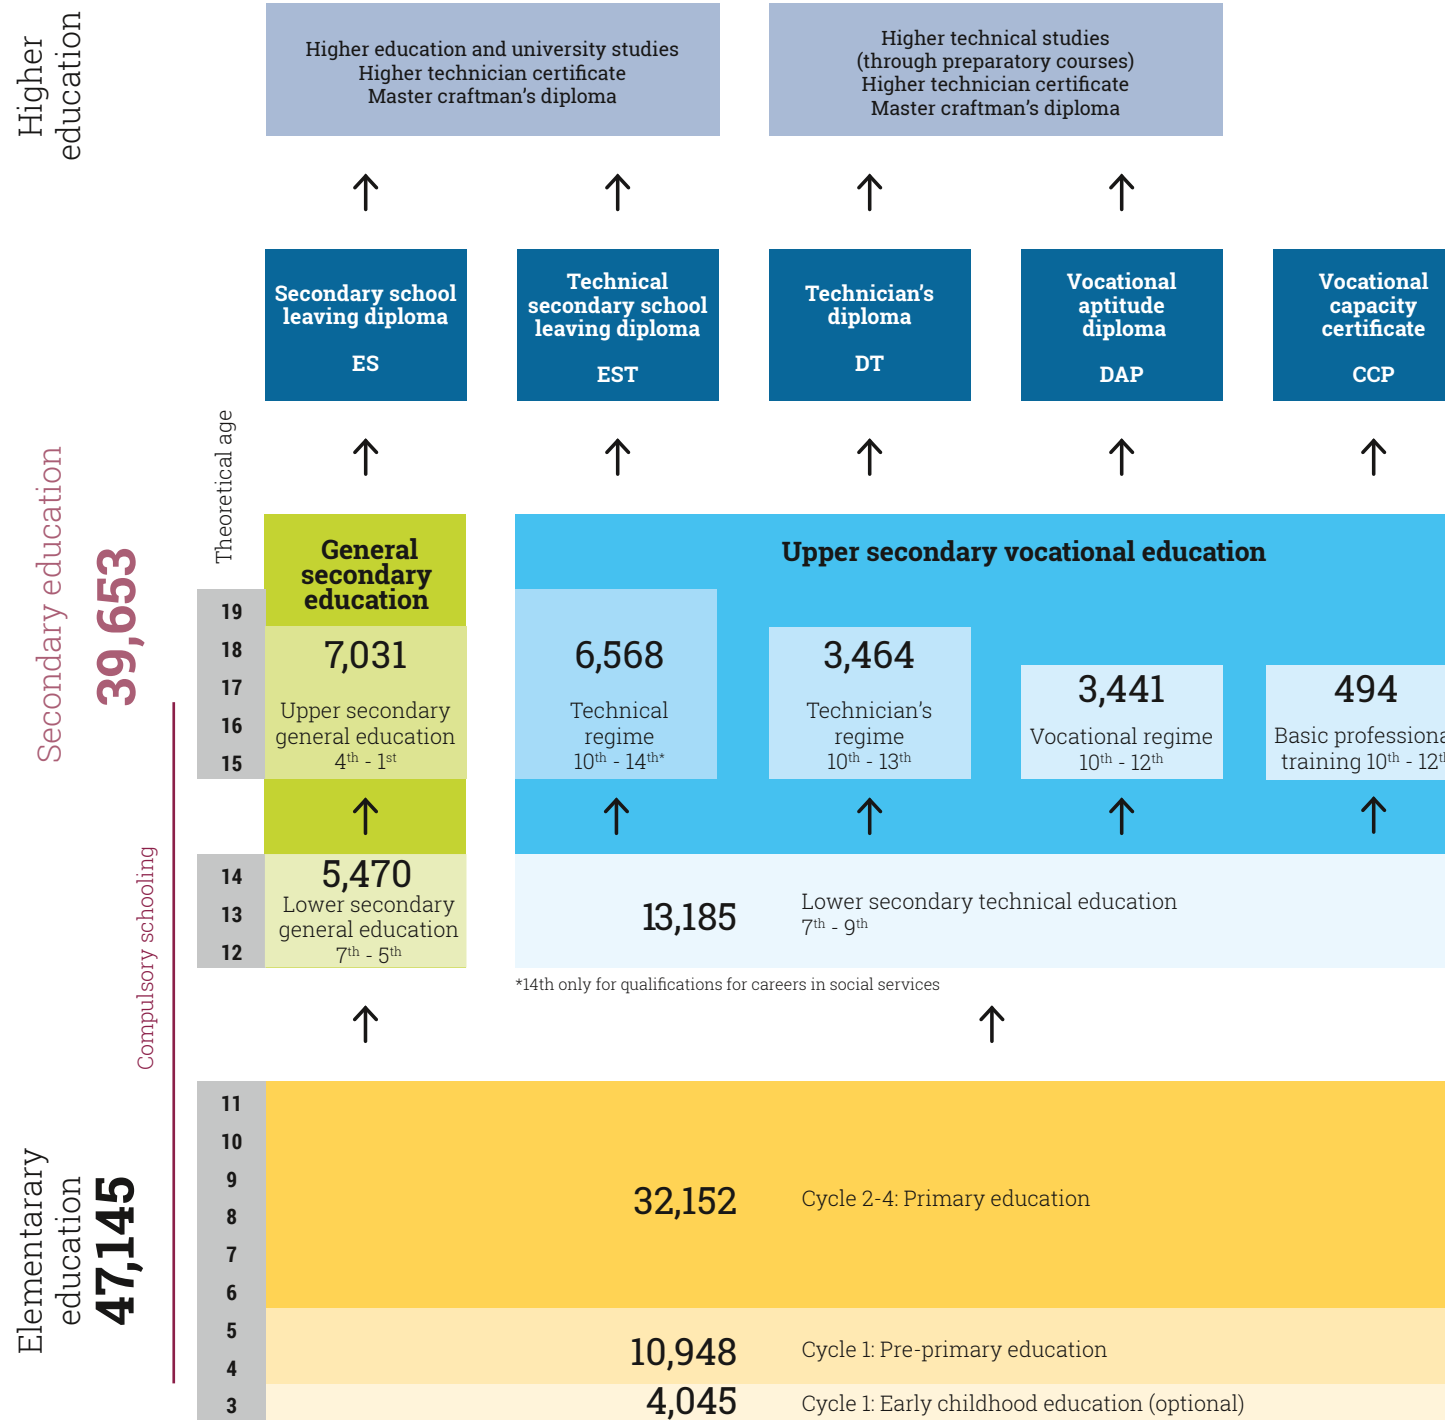 Higher
education
Higher education and university studies
Higher technician certificate
Master craftman's diploma
Higher technical studies
(through preparatory courses)
Higher technician certificate
Master craftman's diploma
Secondary school
leaving diploma
ES
Technical
secondary school
leaving diploma
EST
Technician's
diploma
DT
Vocational
aptitude
diploma
DAP
Vocational
capacity
certificate
CCP
Secondary education
39,653
Theoretical age
General
secondary
education
Upper secondary vocational education
19
18
17
16
15
7,031
Upper secondary
general education
4th - 1st
6,568
Technical
regime
10th - 14th*
3,464
Technician's
regime
10th - 13th
3,441
Vocational regime
10th - 12th
494
Basic professiona
training 10th - 12t
Compulsory schooling
14
13
12
5,470
Lower secondary
general education
7th - 5th
13,185
Lower secondary technical education
7th - 9th
*14th only for qualifications for careers in social services
Elementarary
education
47,145
11
10
9
8
7
6
5
4
3
32,152
Cycle 2-4: Primary education
10,948
Cycle 1: Pre-primary education
4,045
Cycle 1: Early childhood education (optional)